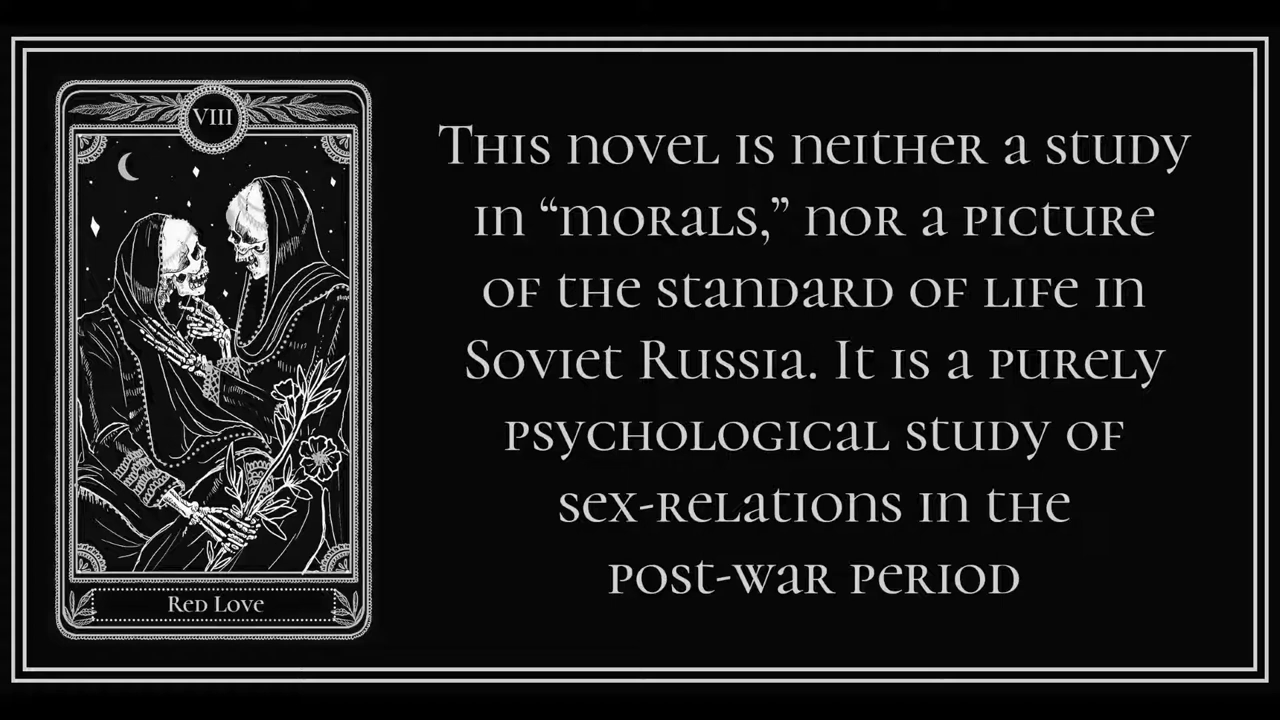 VIII
Red Love
This novel is neither a study
in “morals,” nor a picture
of the standard of life in
Soviet Russia. It is a purely
psychological study of
sex-relations in the
post-war period